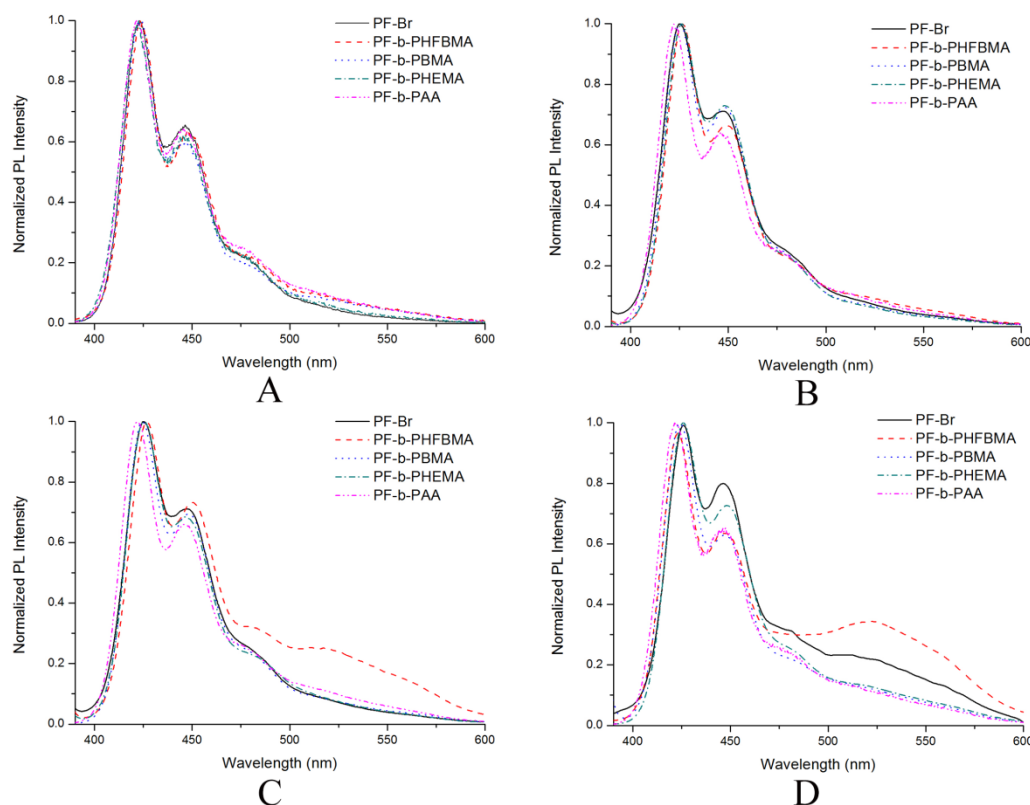 1.0
0.8
0.6
0.4
0.2
0.0
Normalized PL Intensity
400 450 500 550 600
Wavelength (nm)
PF-Br
PF-b-PHFBMA
PF-b-PBMA
PF-b-PHEMA
PF-b-PAA
A
1.0
0.8
0.6
0.4
0.2
0.0
Normalized PL Intensity
400 450 500 550 600
Wavelength (nm)
PF-Br
PF-b-PHFBMA
PF-b-PBMA
PF-b-PHEMA
PF-b-PAA
B
1.0
0.8
0.6
0.4
0.2
0.0
Normalized PL Intensity
400 450 500 550 600
Wavelength (nm)
PF-Br
PF-b-PHFBMA
PF-b-PBMA
PF-b-PHEMA
PF-b-PAA
C
1.0
0.8
0.6
0.4
0.2
0.0
Normalized PL Intensity
400 450 500 550 600
Wavelength (nm)
PF-Br
PF-b-PHFBMA
PF-b-PBMA
PF-b-PHEMA
PF-b-PAA
D